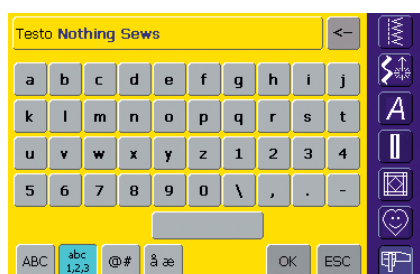 Testo Nothing Sews <-
a b c d e f g h i j
k l m n o p q r s t
u v w x y z 1 2 3 4
5 6 7 8 9 0 \ , . -
ABC abc 1,2,3 @# å æ OK ESC
A